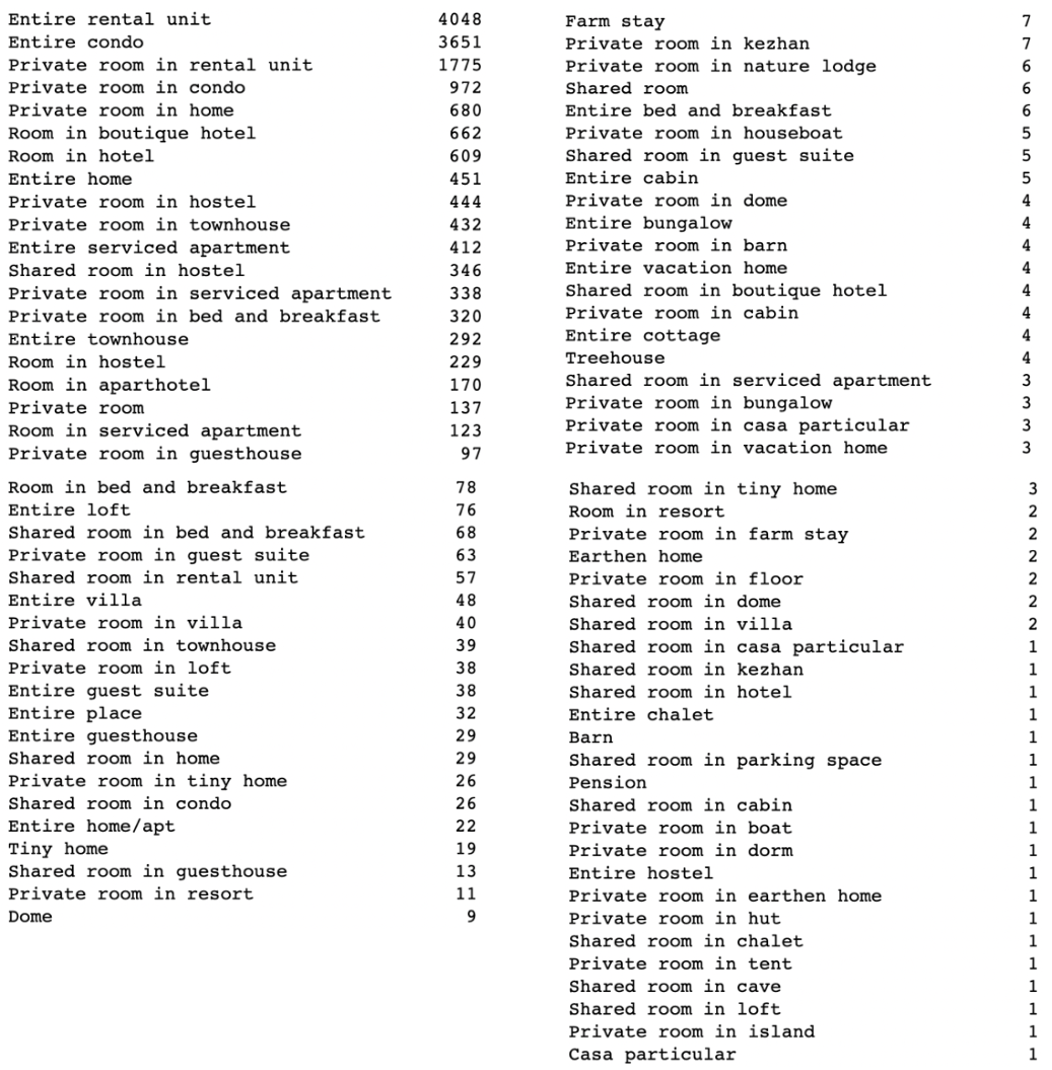 Entire rental unit 4048
Entire condo 3651
Private room in rental unit 1775
Private room in condo 972
Private room in home 680
Room in boutique hotel 662
Room in hotel 609
Entire home 451
Private room in hostel 444
Private room in townhouse 432
Entire serviced apartment 412
Shared room in hostel 346
Private room in serviced apartment 338
Private room in bed and breakfast 320
Entire townhouse 292
Room in hostel 229
Room in aparthotel 170
Private room 137
Room in serviced apartment 123
Private room in guesthouse 97
Room in bed and breakfast 78
Entire loft 76
Shared room in bed and breakfast 68
Private room in guest suite 63
Shared room in rental unit 57
Entire villa 48
Private room in villa 40
Shared room in townhouse 39
Private room in loft 38
Entire guest suite 38
Entire place 32
Entire guesthouse 29
Shared room in home 29
Private room in tiny home 26
Shared room in condo 26
Entire home/apt 22
Tiny home 19
Shared room in guesthouse 13
Private room in resort 11
Dome 9
Farm stay 7
Private room in kezhan 7
Private room in nature lodge 6
Shared room 6
Entire bed and breakfast 6
Private room in houseboat 5
Shared room in guest suite 5
Entire cabin 5
Private room in dome 4
Entire bungalow 4
Private room in barn 4
Entire vacation home 4
Shared room in boutique hotel 4
Private room in cabin 4
Entire cottage 4
Treehouse 4
Shared room in serviced apartment 3
Private room in bungalow 3
Private room in casa particular 3
Private room in vacation home 3
Shared room in tiny home 3
Room in resort 2
Private room in farm stay 2
Earthen home 2
Private room in floor 2
Shared room in dome 2
Shared room in villa 2
Shared room in casa particular 1
Shared room in kezhan 1
Shared room in hotel 1
Entire chalet 1
Barn 1
Shared room in parking space 1
Pension 1
Shared room in cabin 1
Private room in boat 1
Private room in dorm 1
Entire hostel 1
Private room in earthen home 1
Private room in hut 1
Shared room in chalet 1
Private room in tent 1
Shared room in cave 1
Shared room in loft 1
Private room in island 1
Casa particular 1